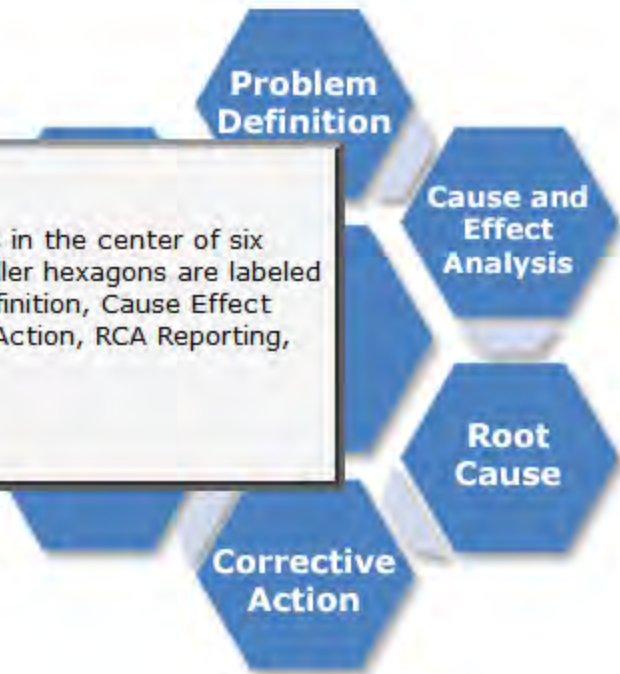 Problem
Definition
Cause and
Effect
Analysis
in the center of six
hexagons are labeled
finition, Cause Effect
Action, RCA Reporting,
Root
Cause
Corrective
Action